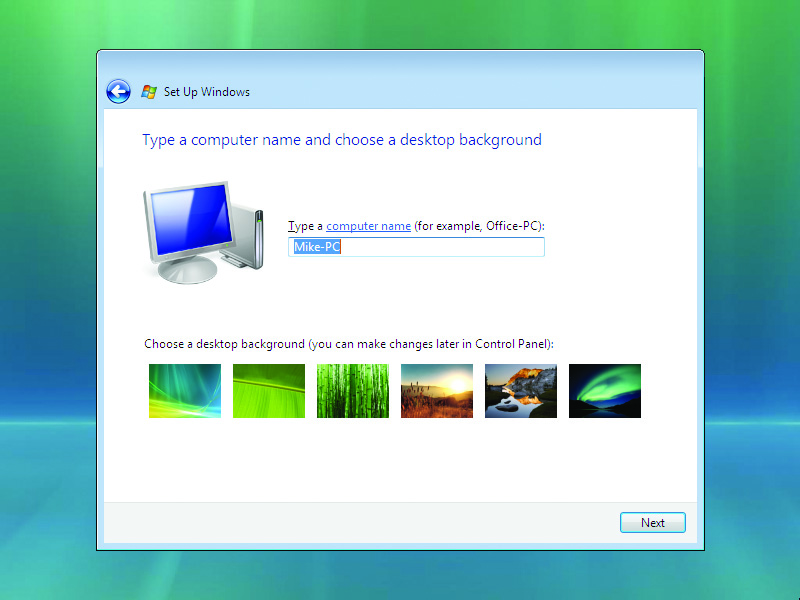 Set Up Windows
Type a computer name and choose a desktop background
Type a computer name (for example, Office-PC):
Mike-PC
Choose a desktop background (you can make changes later in Control Panel):
Next